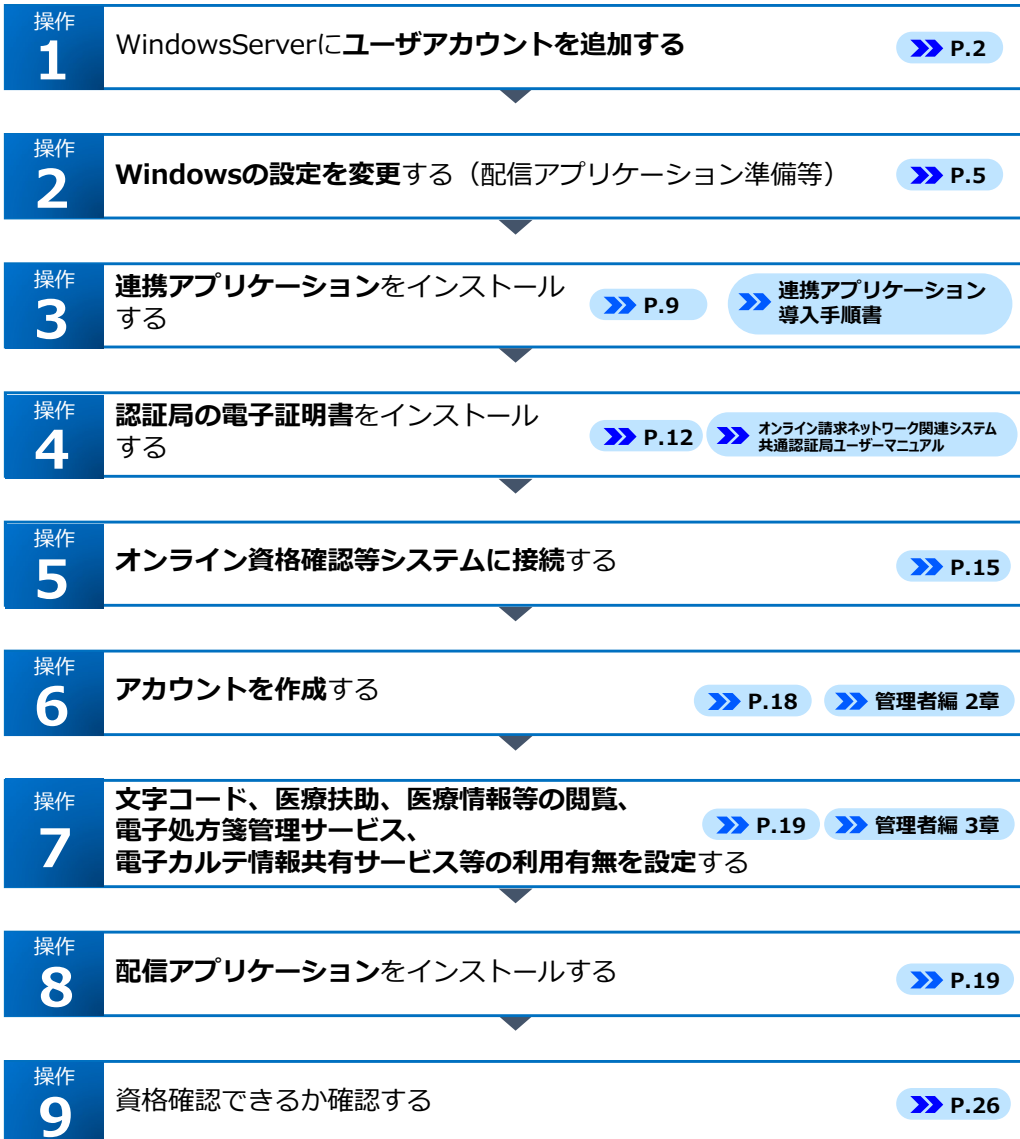 操作
1
WindowsServerにユーザアカウントを追加する
P.2
操作
2
Windowsの設定を変更する（配信アプリケーション準備等）
P.5
操作
3
連携アプリケーションをインストール
する
P.9
連携アプリケーション
導入手順書
操作
4
認証局の電子証明書をインストール
する
P.12
オンライン請求ネットワーク関連システム
共通認証局ユーザーマニュアル
操作
5
オンライン資格確認等システムに接続する
P.15
操作
6
アカウントを作成する
P.18
管理者編 2章
操作
7
文字コード、医療扶助、医療情報等の閲覧、
電子処方箋管理サービス、
電子カルテ情報共有サービス等の利用有無を設定する
P.19
管理者編 3章
操作
8
配信アプリケーションをインストールする
P.19
操作
9
資格確認できるか確認する
P.26